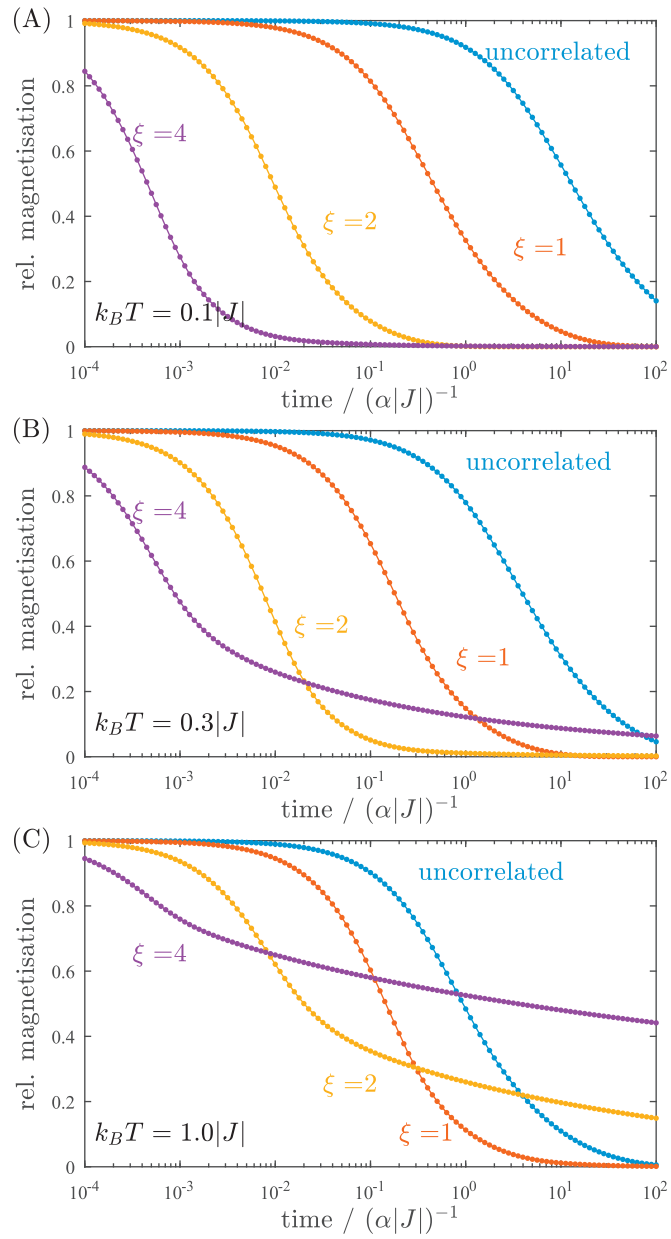 (A)
1
uncorrelated
0.8
ξ =4
0.6
rel. magnetisation
ξ =2
0.4
ξ =1
0.2
k_BT = 0.1|J|
0
10^-4 10^-3 10^-2 10^-1 10^0 10^1 10^2
time / (α|J|)^-1
(B)
1
uncorrelated
0.8
ξ =4
0.6
rel. magnetisation
ξ =2
0.4
ξ =1
0.2
k_BT = 0.3|J|
0
10^-4 10^-3 10^-2 10^-1 10^0 10^1 10^2
time / (α|J|)^-1
(C)
1
uncorrelated
0.8
ξ =4
0.6
rel. magnetisation
0.4
ξ =2
0.2
k_BT = 1.0|J|
ξ =1
0
10^-4 10^-3 10^-2 10^-1 10^0 10^1 10^2
time / (α|J|)^-1